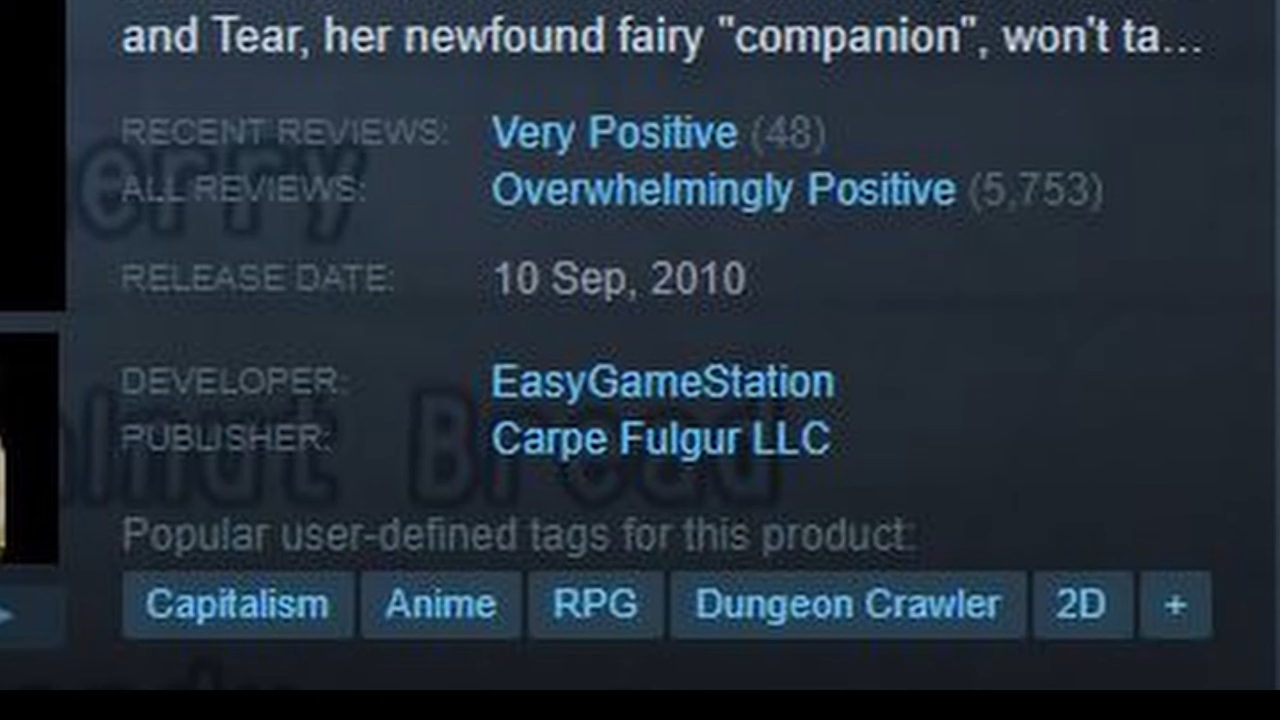 and Tear, her newfound fairy "companion", won't ta...
RECENT REVIEWS: Very Positive (48)
ALL REVIEWS: Overwhelmingly Positive (5,753)
RELEASE DATE: 10 Sep, 2010
DEVELOPER: EasyGameStation
PUBLISHER: Carpe Fulgur LLC
Popular user-defined tags for this product:
Capitalism Anime RPG Dungeon Crawler 2D +